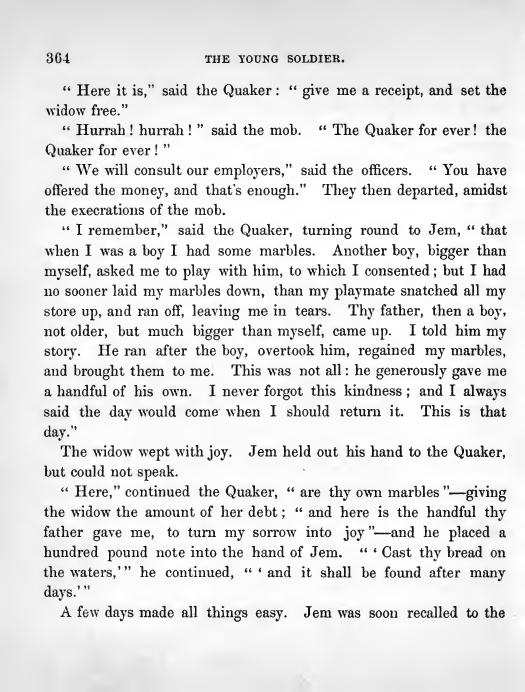 364 THE YOUNG SOLDIER.
" Here it is," said the Quaker : " give me a receipt, and set the
widow free."
" Hurrah ! hurrah ! " said the mob. " The Quaker for ever ! the
Quaker for ever ! "
" We will consult our employers," said the officers. " You have
offered the money, and that's enough." They then departed, amidst
the execrations of the mob.
" I remember," said the Quaker, turning round to Jem, " that
when I was a boy I had some marbles. Another boy, bigger than
myself, asked me to play with him, to which I consented ; but I had
no sooner laid my marbles down, than my playmate snatched all my
store up, and ran off, leaving me in tears. Thy father, then a boy,
not older, but much bigger than myself, came up. I told him my
story. He ran after the boy, overtook him, regained my marbles,
and brought them to me. This was not all : he generously gave me
a handful of his own. I never forgot this kindness ; and I always
said the day would come when I should return it. This is that
day."
The widow wept with joy. Jem held out his hand to the Quaker,
but could not speak.
" Here," continued the Quaker, " are thy own marbles "—giving
the widow the amount of her debt ; " and here is the handful thy
father gave me, to turn my sorrow into joy "—and he placed a
hundred pound note into the hand of Jem. " ' Cast thy bread on
the waters,' " he continued, " ' and it shall be found after many
days.' "
A few days made all things easy. Jem was soon recalled to the